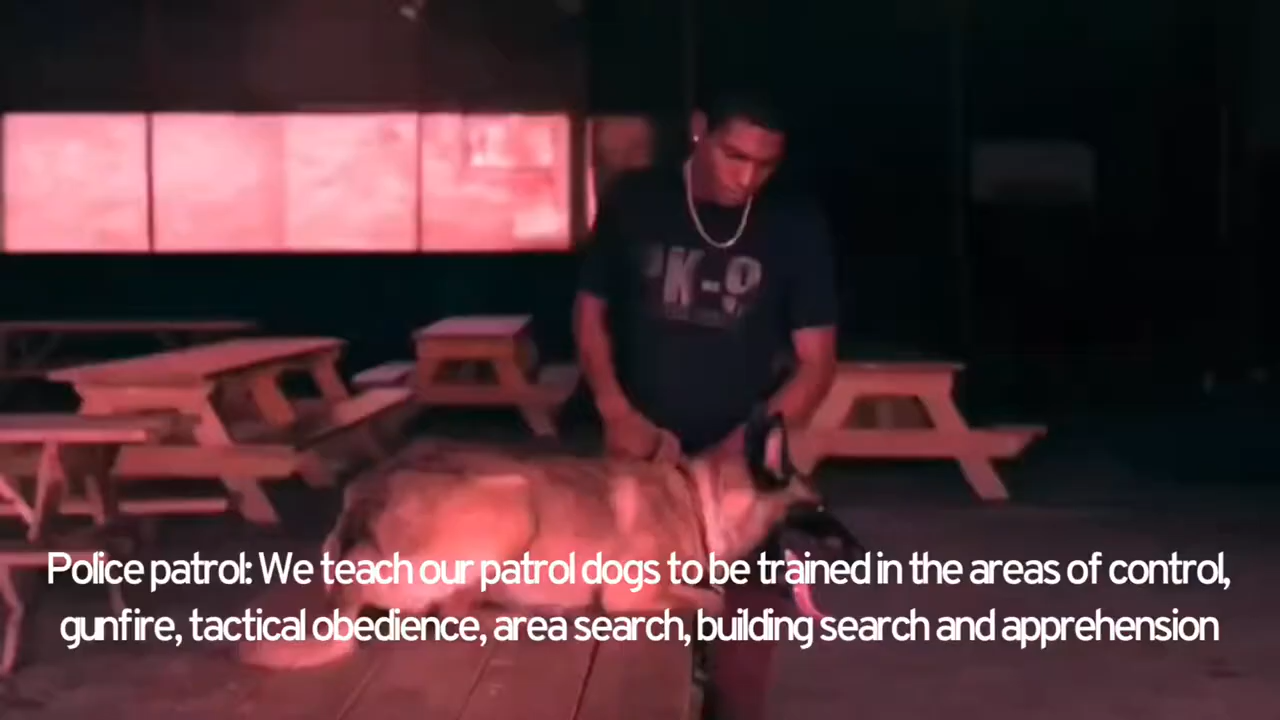 K-9
Police patrol: We teach our patrol dogs to be trained in the areas of control,
gunfire, tactical obedience, area search, building search and apprehension